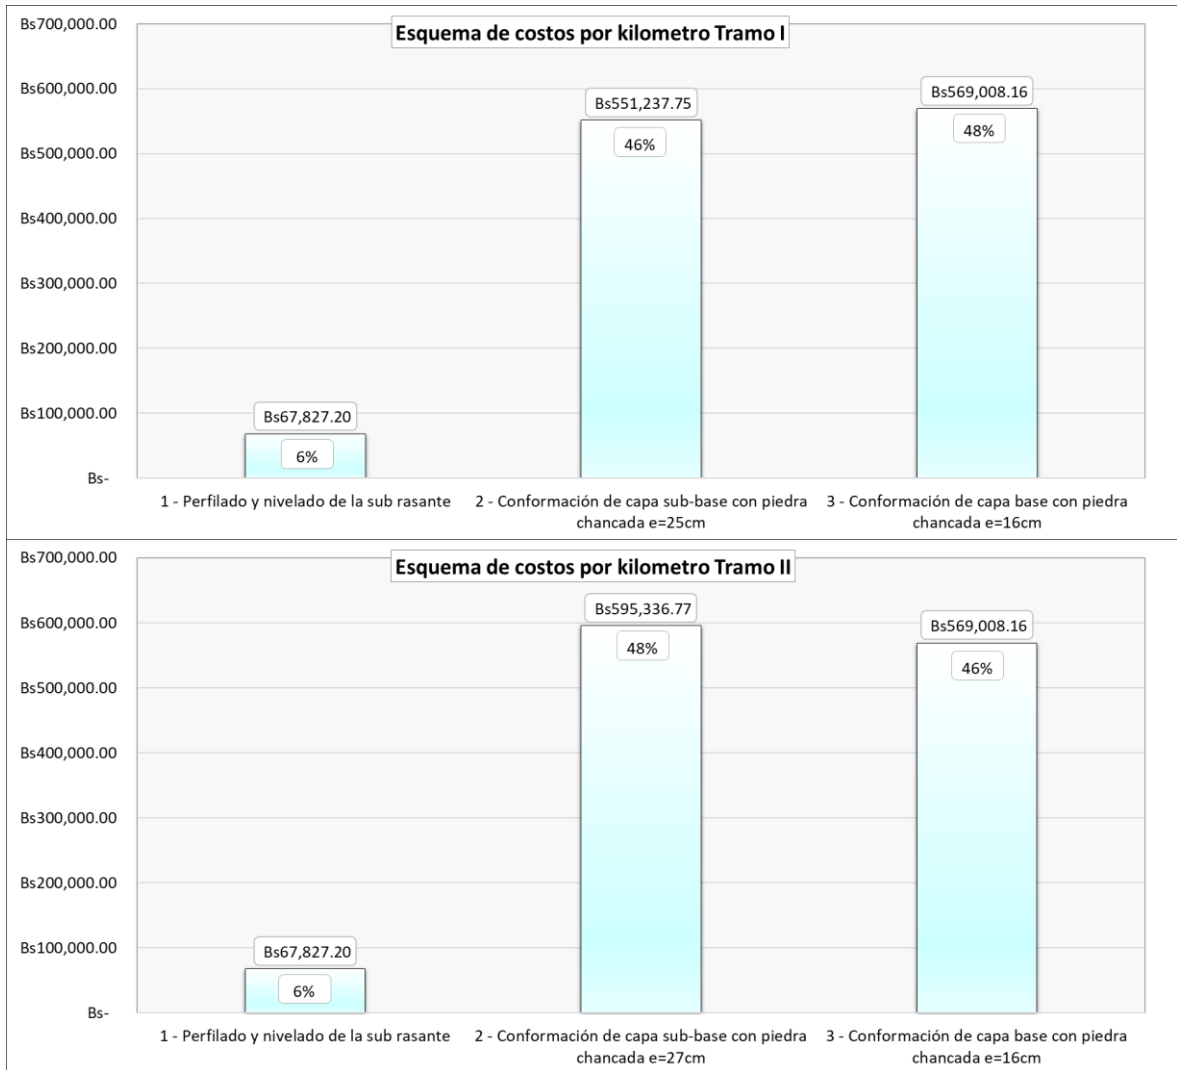 Esquema de costos por kilometro Tramo I
Bs700,000.00
Bs600,000.00
Bs500,000.00
Bs400,000.00
Bs300,000.00
Bs200,000.00
Bs100,000.00
Bs-
Bs67,827.20
6%
Bs551,237.75
46%
Bs569,008.16
48%
1 - Perfilado y nivelado de la sub rasante
2 - Conformación de capa sub-base con piedra
chancada e=25cm
3 - Conformación de capa base con piedra
chancada e=16cm
Esquema de costos por kilometro Tramo II
Bs700,000.00
Bs600,000.00
Bs500,000.00
Bs400,000.00
Bs300,000.00
Bs200,000.00
Bs100,000.00
Bs-
Bs67,827.20
6%
Bs595,336.77
48%
Bs569,008.16
46%
1 - Perfilado y nivelado de la sub rasante
2 - Conformación de capa sub-base con piedra
chancada e=27cm
3 - Conformación de capa base con piedra
chancada e=16cm